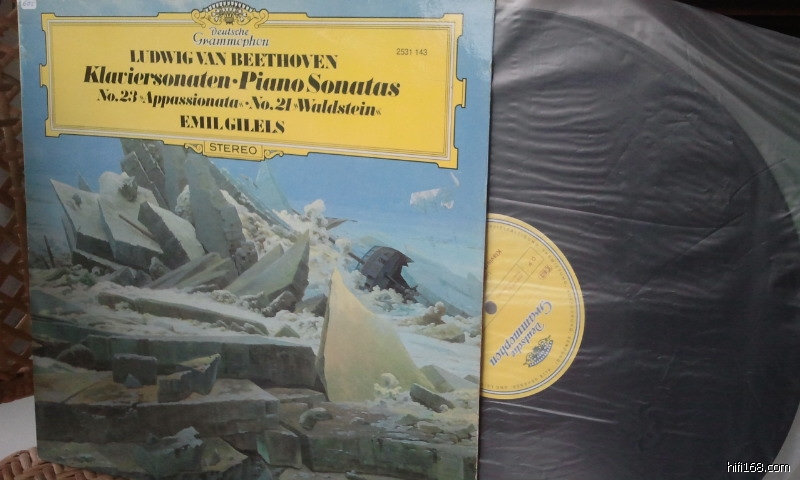 Deutsche
Grammophon
2531 143
LUDWIG VAN BEETHOVEN
Klaviersonaten · Piano Sonatas
No.23 »Appassionata« · No.21 »Waldstein«
EMIL GILELS
STEREO
Deutsche
Grammophon
hifi168.com